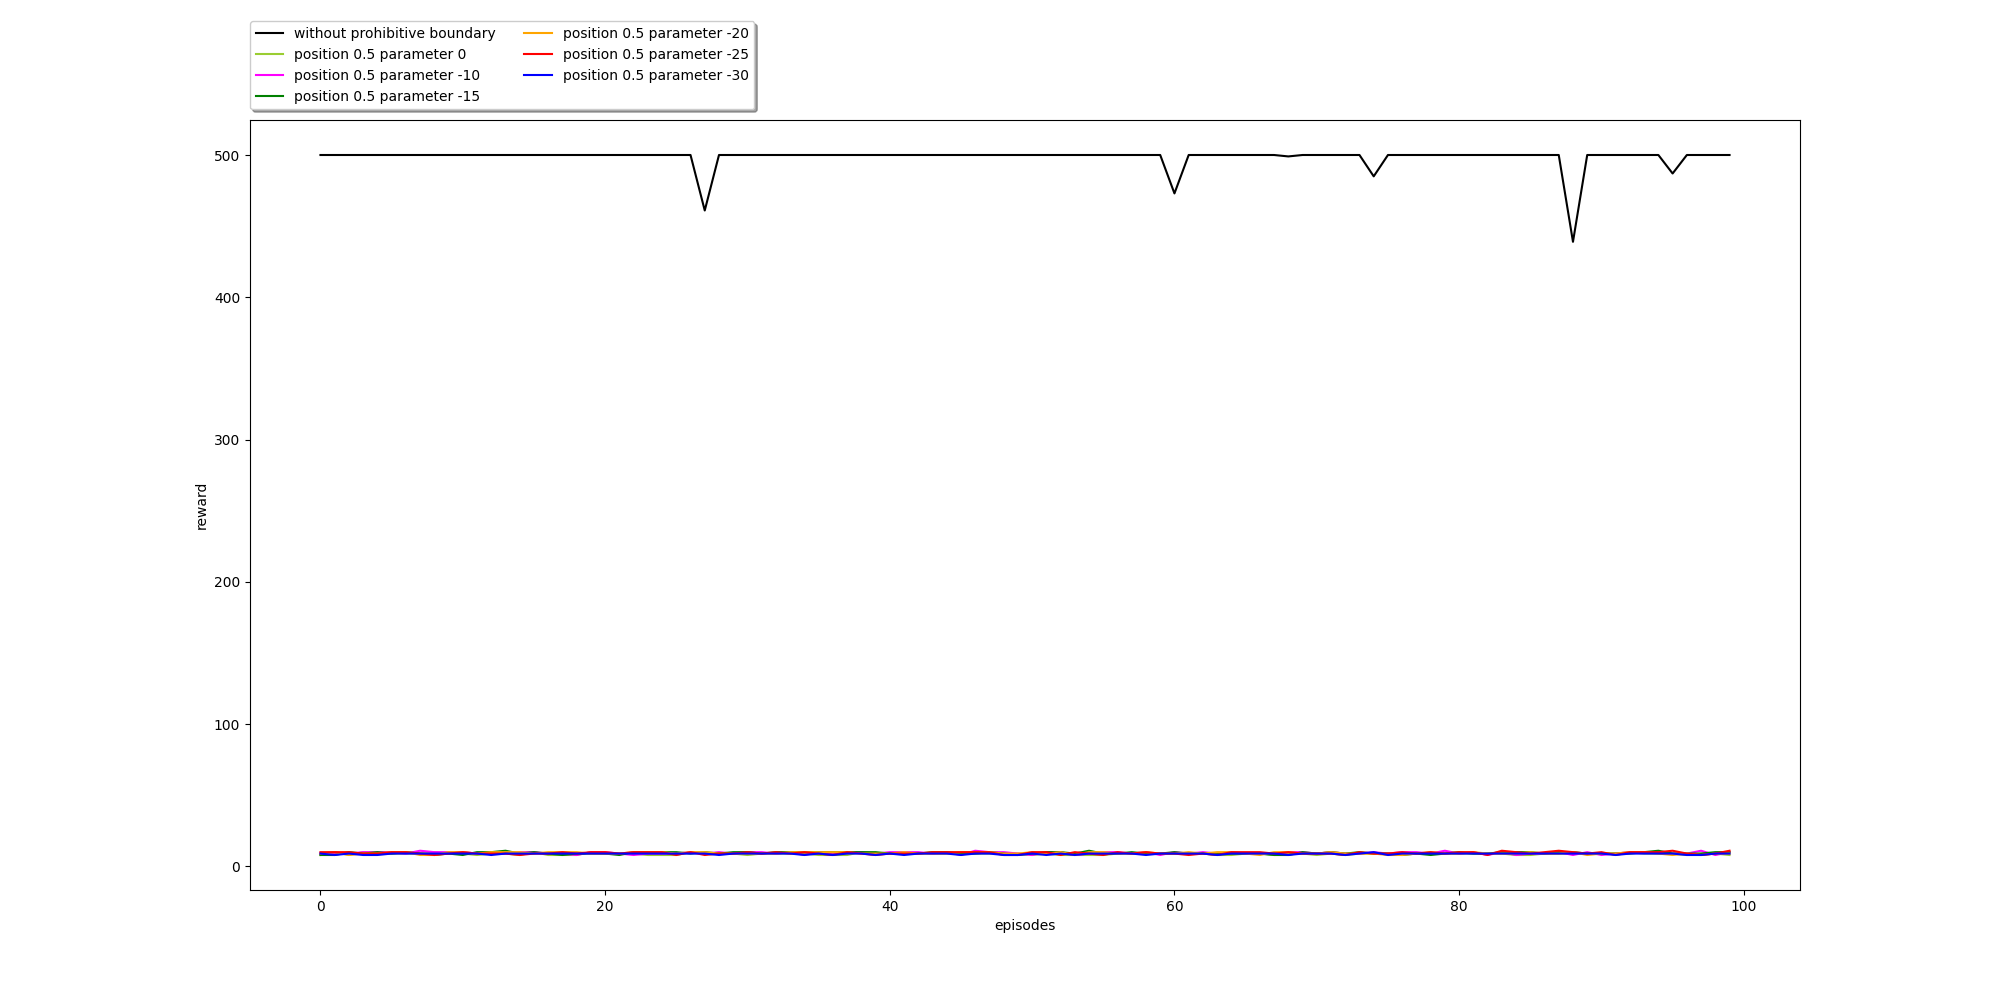 without prohibitive boundary
position 0.5 parameter 0
position 0.5 parameter -10
position 0.5 parameter -15
position 0.5 parameter -20
position 0.5 parameter -25
position 0.5 parameter -30
500
400
300
200
100
0
reward
0 20 40 60 80 100
episodes